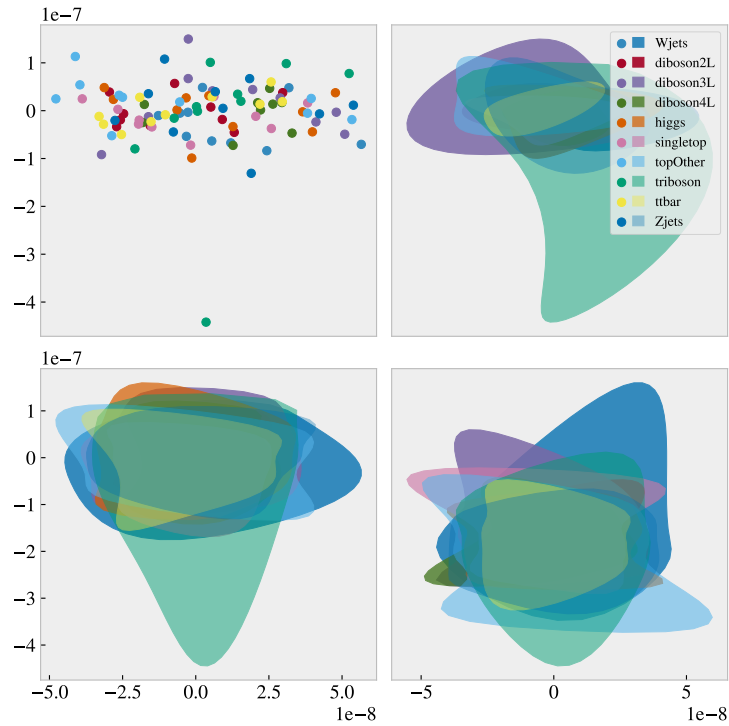 1e−7
1
0
−1
−2
−3
−4
Wjets
diboson2L
diboson3L
diboson4L
higgs
singletop
topOther
triboson
ttbar
Zjets
1e−7
1
0
−1
−2
−3
−4
−5.0
−2.5
0.0
2.5
5.0
1e−8
−5
0
5
1e−8